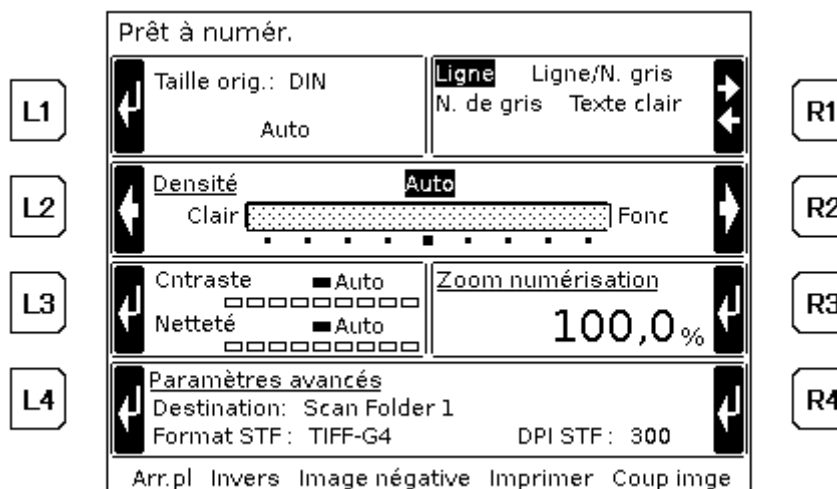 Prêt à numér.
L1
Taille orig.: DIN
Auto
Ligne Ligne/N. gris
N. de gris Texte clair
R1
L2
Densité Auto
Clair Fonc
R2
L3
Cntraste Auto
Netteté Auto
Zoom numérisation
100,0 %
R3
L4
Paramètres avancés
Destination: Scan Folder 1
Format STF : TIFF-G4 DPI STF : 300
R4
Arr.pl Invers Image négative Imprimer Coup imge